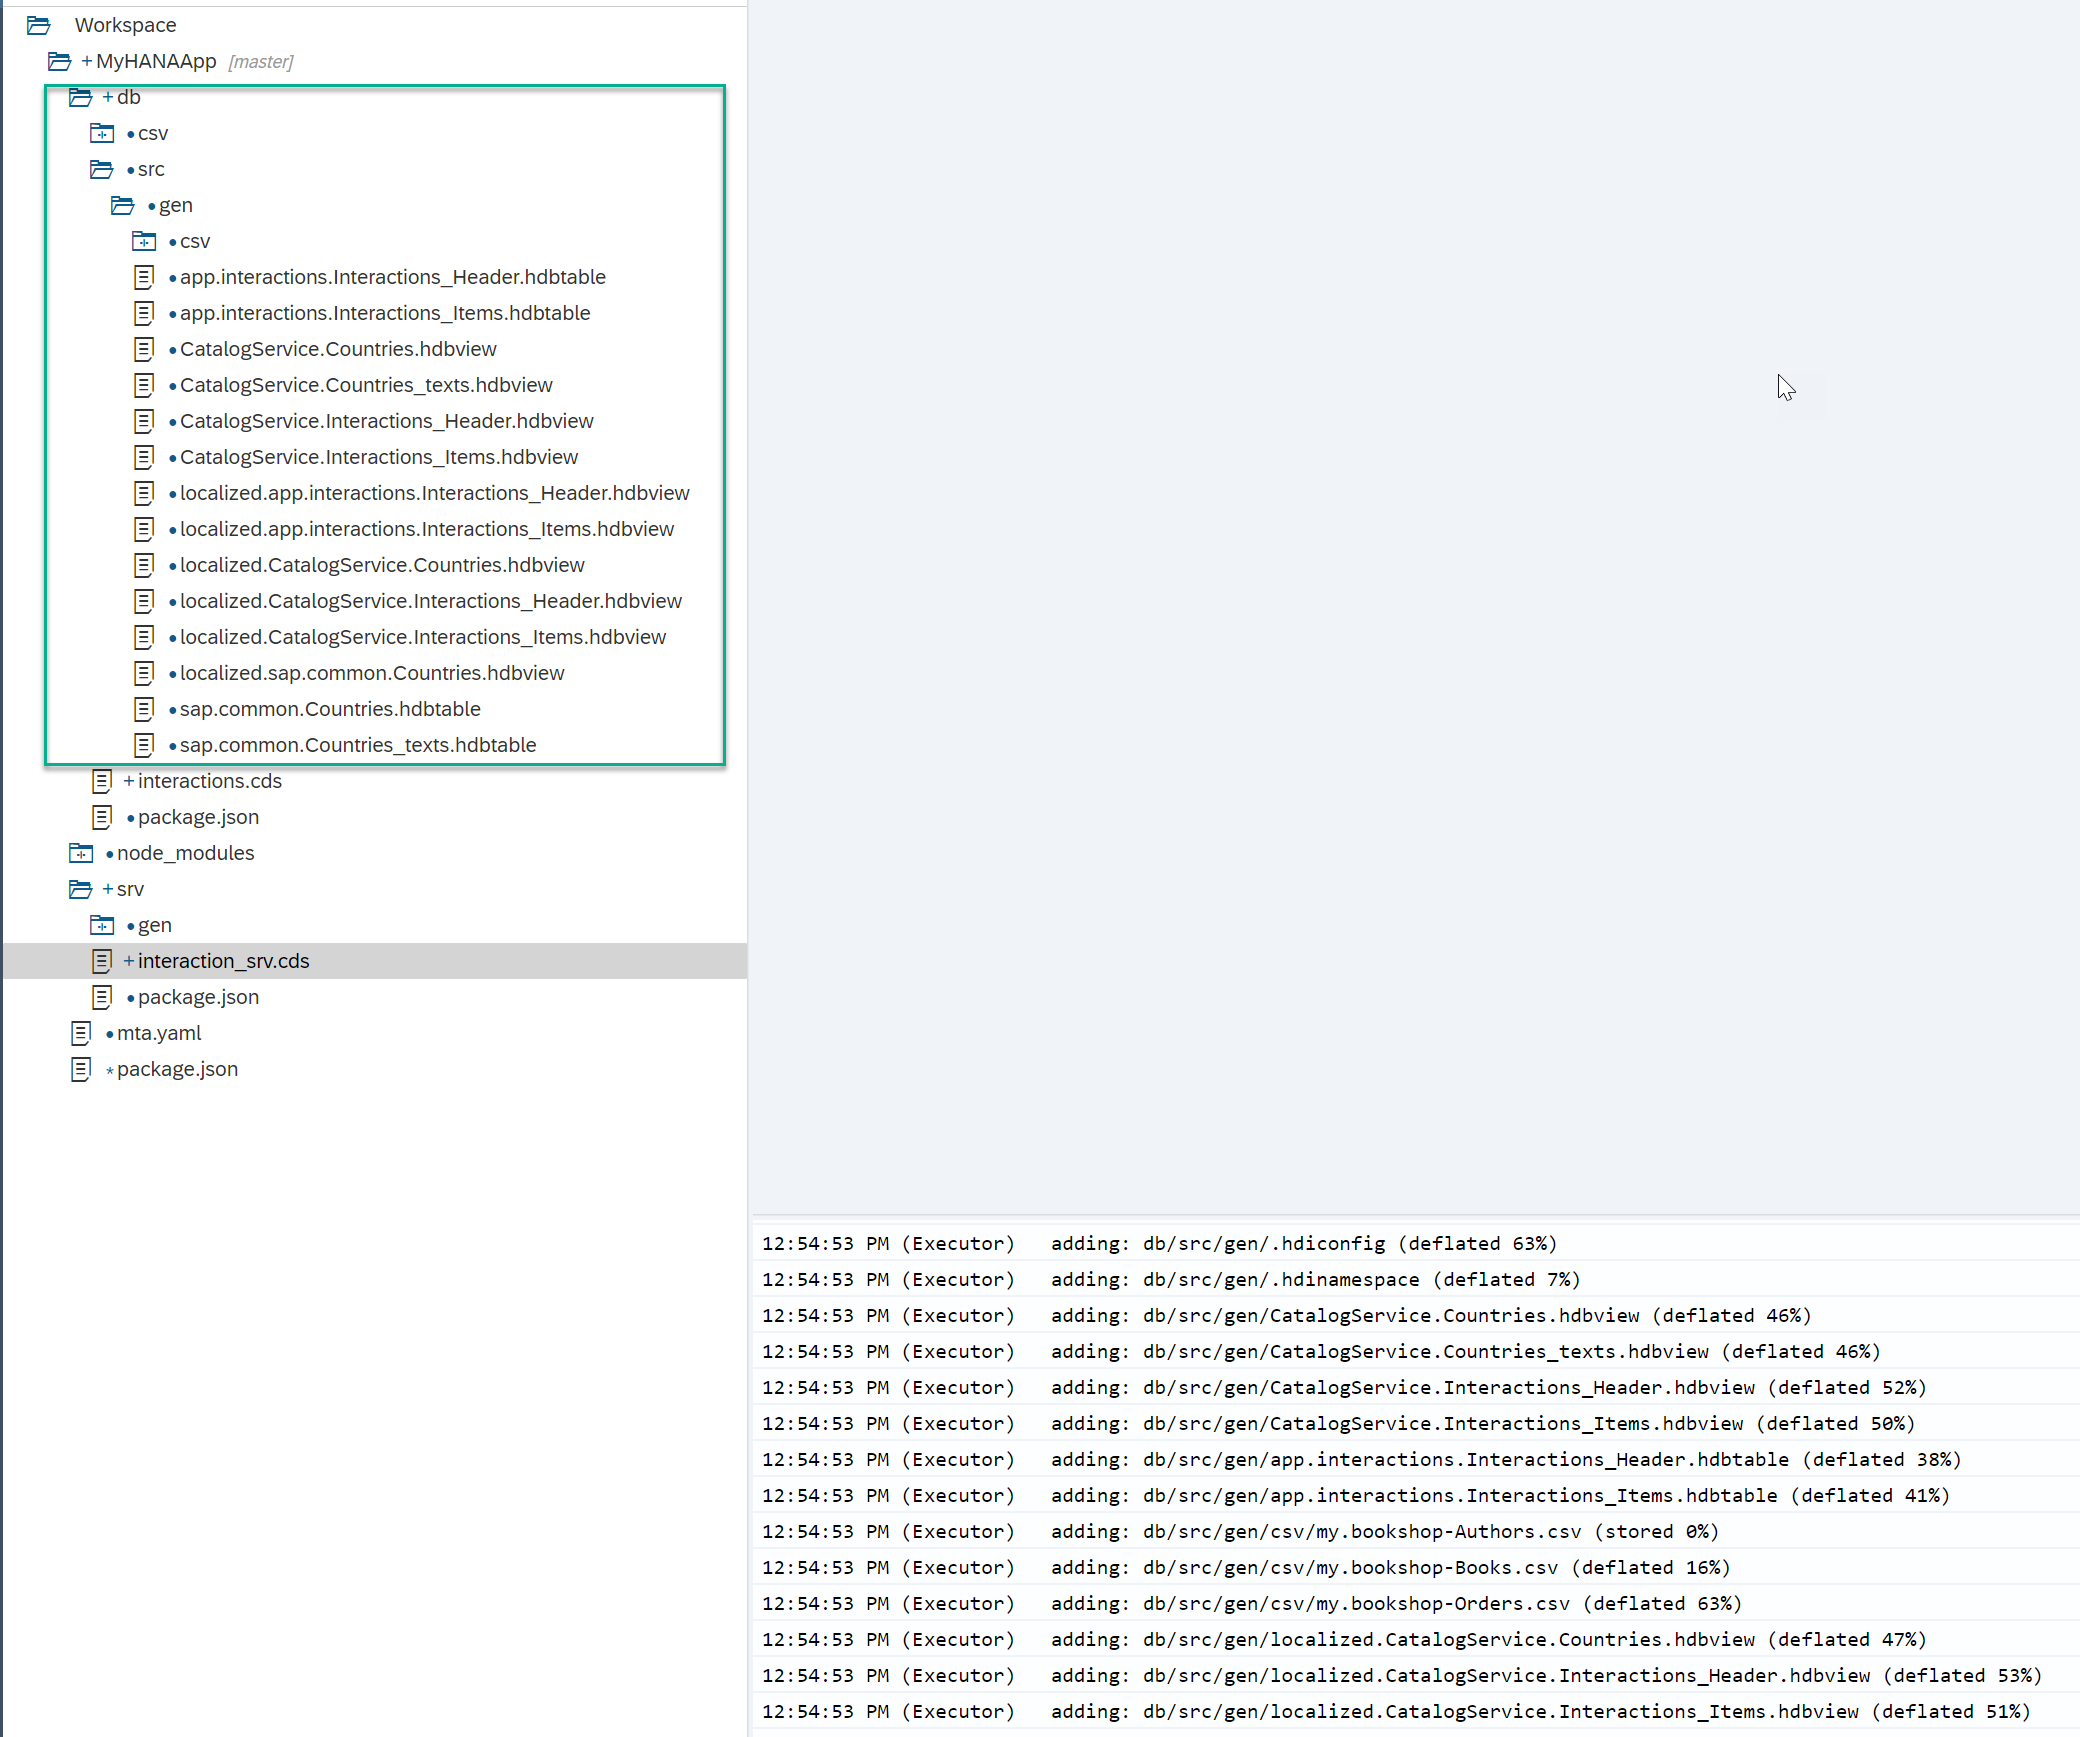 Workspace
+ MyHANAApp [master]
+ db
• csv
• src
• gen
• csv
• app.interactions.Interactions_Header.hdbtable
• app.interactions.Interactions_Items.hdbtable
• CatalogService.Countries.hdbview
• CatalogService.Countries_texts.hdbview
• CatalogService.Interactions_Header.hdbview
• CatalogService.Interactions_Items.hdbview
• localized.app.interactions.Interactions_Header.hdbview
• localized.app.interactions.Interactions_Items.hdbview
• localized.CatalogService.Countries.hdbview
• localized.CatalogService.Interactions_Header.hdbview
• localized.CatalogService.Interactions_Items.hdbview
• localized.sap.common.Countries.hdbview
• sap.common.Countries.hdbtable
• sap.common.Countries_texts.hdbtable
+ interactions.cds
• package.json
• node_modules
+ srv
• gen
+ interaction_srv.cds
• package.json
• mta.yaml
* package.json
12:54:53 PM (Executor) adding: db/src/gen/.hdiconfig (deflated 63%)
12:54:53 PM (Executor) adding: db/src/gen/.hdinamespace (deflated 7%)
12:54:53 PM (Executor) adding: db/src/gen/CatalogService.Countries.hdbview (deflated 46%)
12:54:53 PM (Executor) adding: db/src/gen/CatalogService.Countries_texts.hdbview (deflated 46%)
12:54:53 PM (Executor) adding: db/src/gen/CatalogService.Interactions_Header.hdbview (deflated 52%)
12:54:53 PM (Executor) adding: db/src/gen/CatalogService.Interactions_Items.hdbview (deflated 50%)
12:54:53 PM (Executor) adding: db/src/gen/app.interactions.Interactions_Header.hdbtable (deflated 38%)
12:54:53 PM (Executor) adding: db/src/gen/app.interactions.Interactions_Items.hdbtable (deflated 41%)
12:54:53 PM (Executor) adding: db/src/gen/csv/my.bookshop-Authors.csv (stored 0%)
12:54:53 PM (Executor) adding: db/src/gen/csv/my.bookshop-Books.csv (deflated 16%)
12:54:53 PM (Executor) adding: db/src/gen/csv/my.bookshop-Orders.csv (deflated 63%)
12:54:53 PM (Executor) adding: db/src/gen/localized.CatalogService.Countries.hdbview (deflated 47%)
12:54:53 PM (Executor) adding: db/src/gen/localized.CatalogService.Interactions_Header.hdbview (deflated 53%)
12:54:53 PM (Executor) adding: db/src/gen/localized.CatalogService.Interactions_Items.hdbview (deflated 51%)